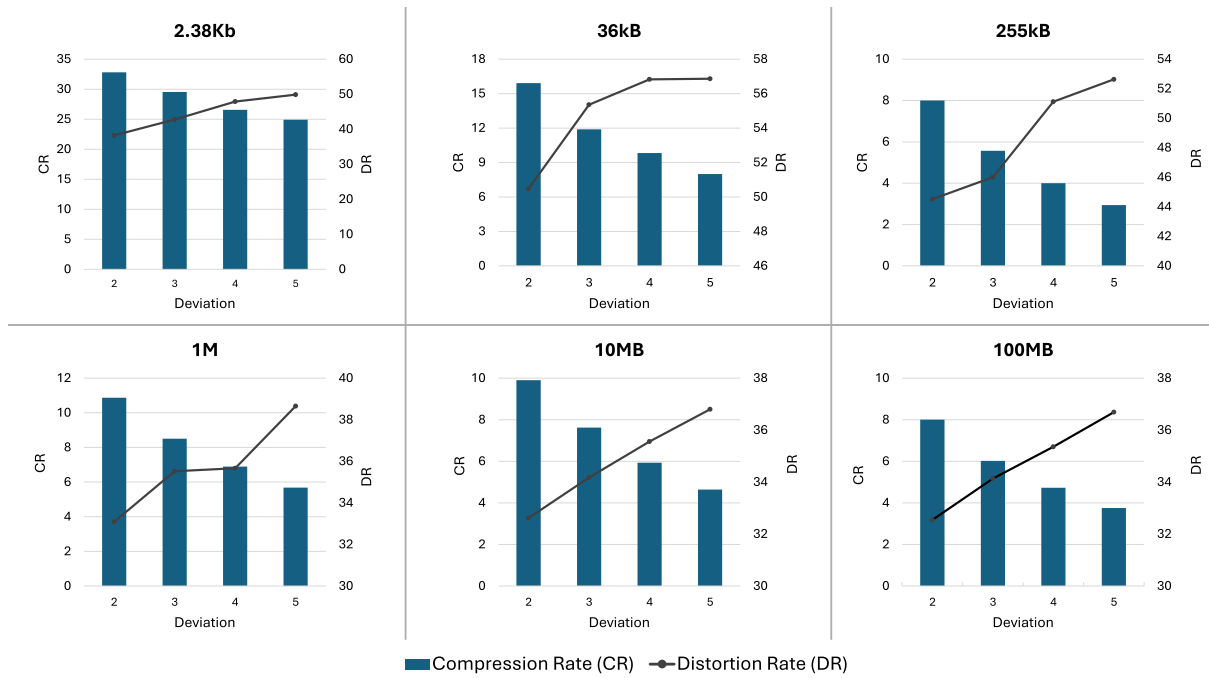 2.38Kb
35
30
25
20
15
10
5
0
CR
60
50
40
30
20
10
0
DR
2 3 4 5
Deviation
36kB
18
15
12
9
6
3
0
CR
58
56
54
52
50
48
46
DR
2 3 4 5
Deviation
255kB
10
8
6
4
2
0
CR
54
52
50
48
46
44
42
40
DR
2 3 4 5
Deviation
1M
12
10
8
6
4
2
0
CR
40
38
36
34
32
30
DR
2 3 4 5
Deviation
10MB
10
8
6
4
2
0
CR
38
36
34
32
30
DR
2 3 4 5
Deviation
100MB
10
8
6
4
2
0
CR
38
36
34
32
30
DR
2 3 4 5
Deviation
Compression Rate (CR) Distortion Rate (DR)